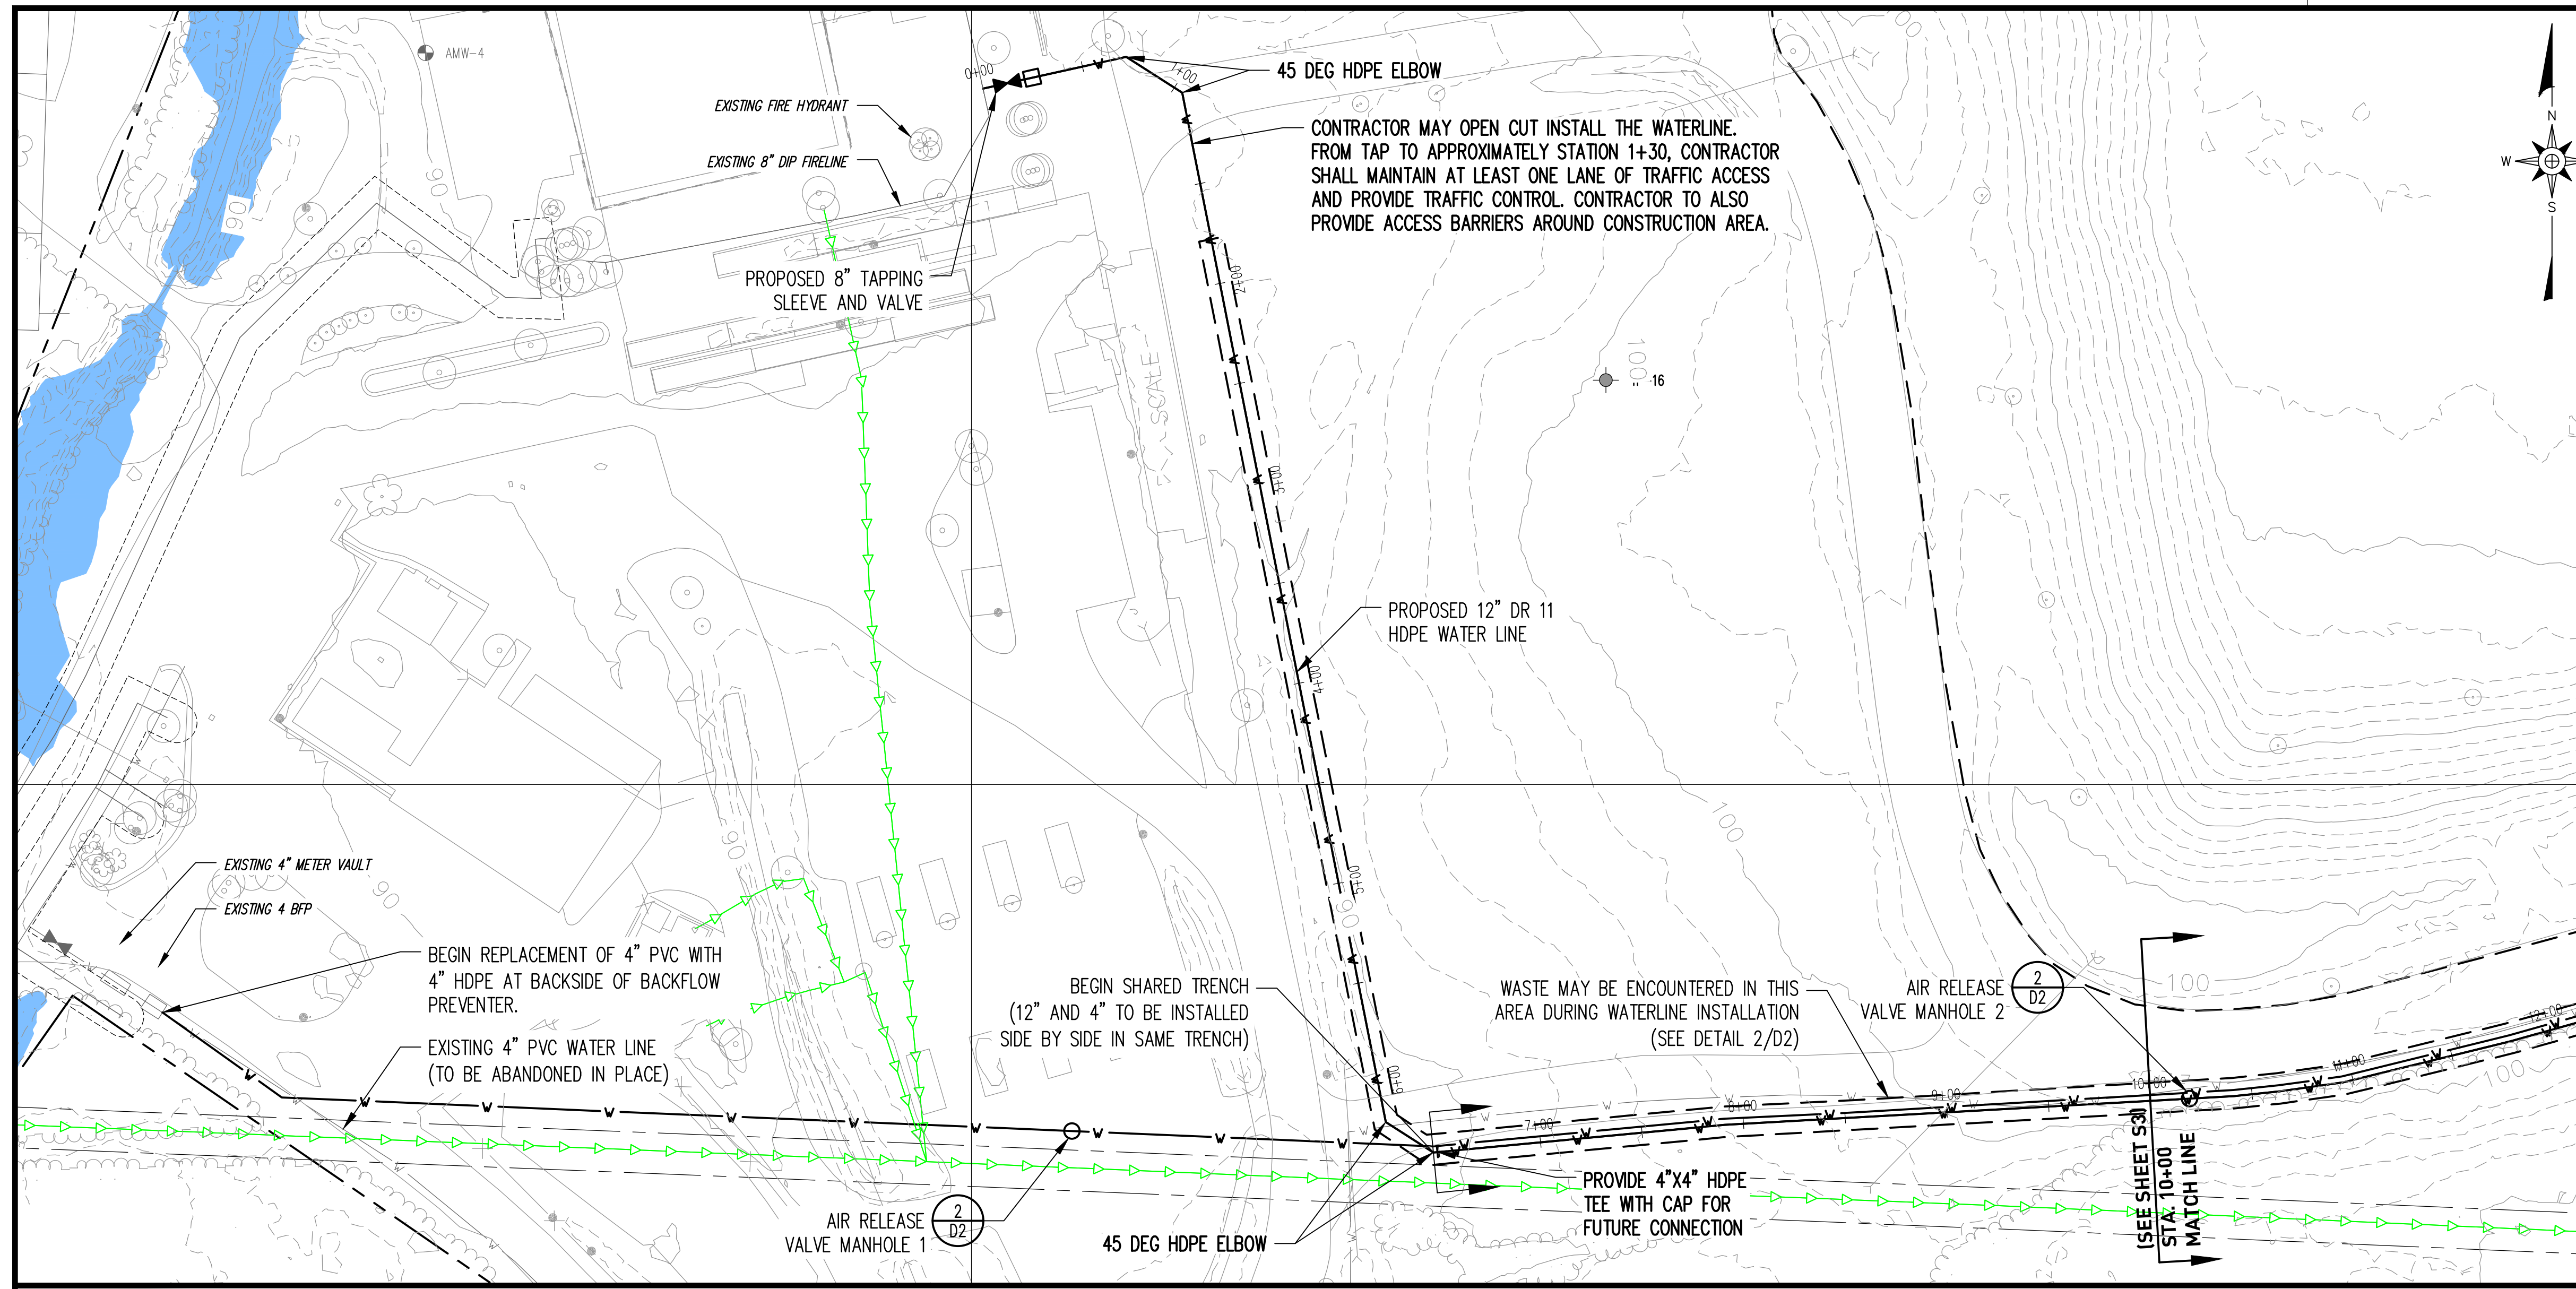 AMW-4
0+00
1+00
45 DEG HDPE ELBOW
EXISTING FIRE HYDRANT
EXISTING 8" DIP FIRELINE
CONTRACTOR MAY OPEN CUT INSTALL THE WATERLINE.
FROM TAP TO APPROXIMATELY STATION 1+30, CONTRACTOR
SHALL MAINTAIN AT LEAST ONE LANE OF TRAFFIC ACCESS
AND PROVIDE TRAFFIC CONTROL. CONTRACTOR TO ALSO
PROVIDE ACCESS BARRIERS AROUND CONSTRUCTION AREA.
N
W
S
90
90
PROPOSED 8" TAPPING
SLEEVE AND VALVE
2+00
SCALE
100
16
3+00
PROPOSED 12" DR 11
HDPE WATER LINE
4+00
100
90
90
EXISTING 4" METER VAULT
EXISTING 4 BFP
5+00
90
BEGIN REPLACEMENT OF 4" PVC WITH
4" HDPE AT BACKSIDE OF BACKFLOW
PREVENTER.
EXISTING 4" PVC WATER LINE
(TO BE ABANDONED IN PLACE)
BEGIN SHARED TRENCH
(12" AND 4" TO BE INSTALLED
SIDE BY SIDE IN SAME TRENCH)
WASTE MAY BE ENCOUNTERED IN THIS
AREA DURING WATERLINE INSTALLATION
(SEE DETAIL 2/D2)
AIR RELEASE
VALVE MANHOLE 2
2
D2
100
6+00
7+00
8+00
9+00
10+00
11+00
12+00
100
AIR RELEASE
VALVE MANHOLE 1
2
D2
45 DEG HDPE ELBOW
PROVIDE 4"X4" HDPE
TEE WITH CAP FOR
FUTURE CONNECTION
(SEE SHEET S3)
STA. 10+00
MATCH LINE